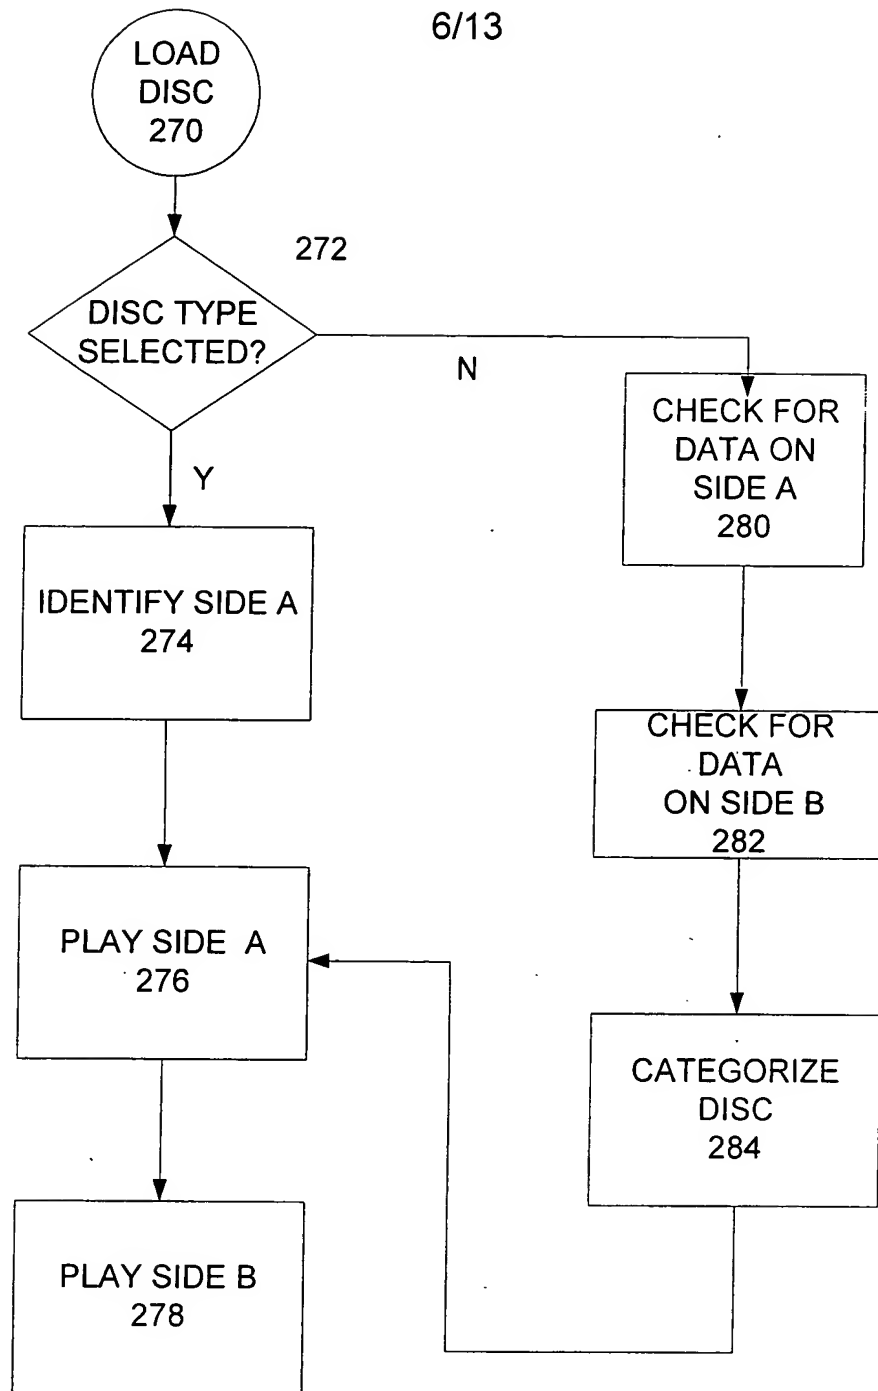 6/13
LOAD
DISC
270
272
DISC TYPE
SELECTED?
N
Y
CHECK FOR
DATA ON
SIDE A
280
IDENTIFY SIDE A
274
CHECK FOR
DATA
ON SIDE B
282
PLAY SIDE A
276
CATEGORIZE
DISC
284
PLAY SIDE B
278